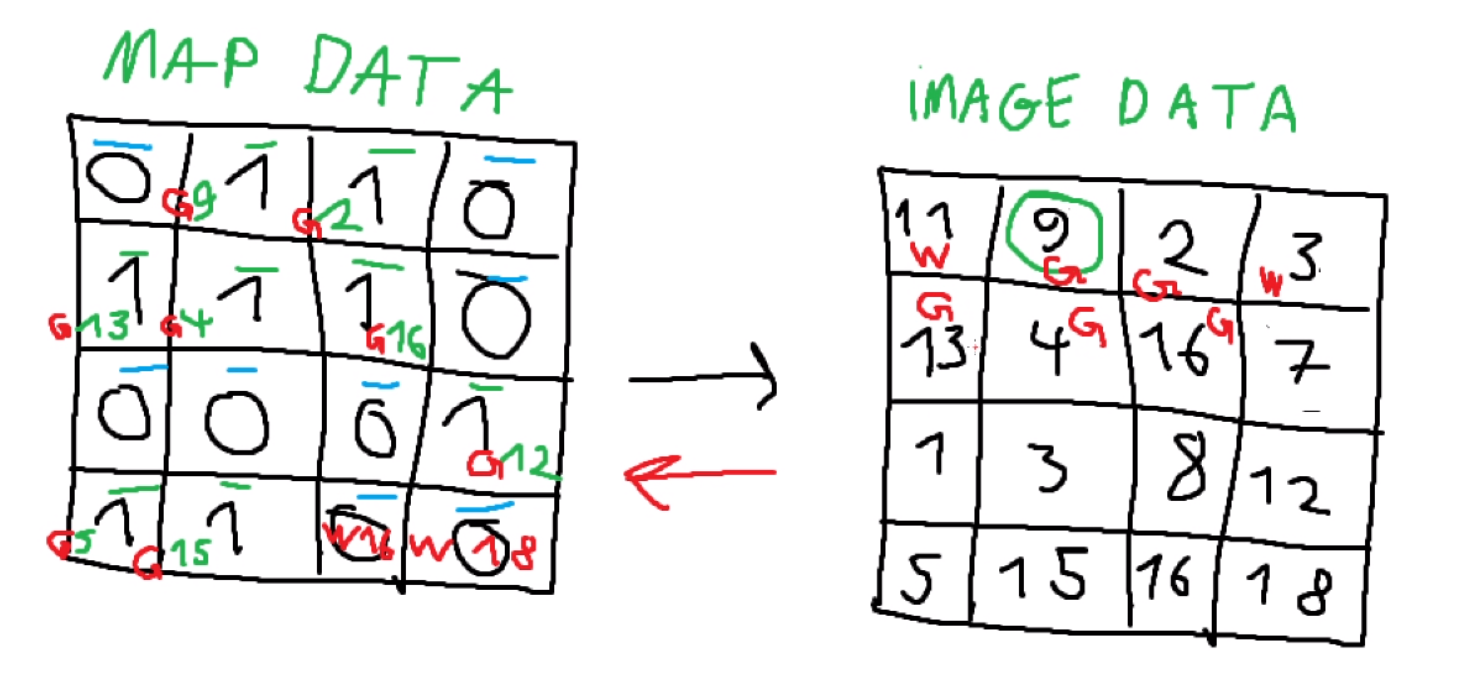 MAP DATA
0 G9 1 G2 1 0
G13 1 G4 1 1 G16 0
0 0 0 1 G12
G5 1 G15 1 0 W16 W 0 18
IMAGE DATA
11 W 9 G 2 G W 3
G 13 4 G 16 G 7
1 3 8 12
5 15 16 18